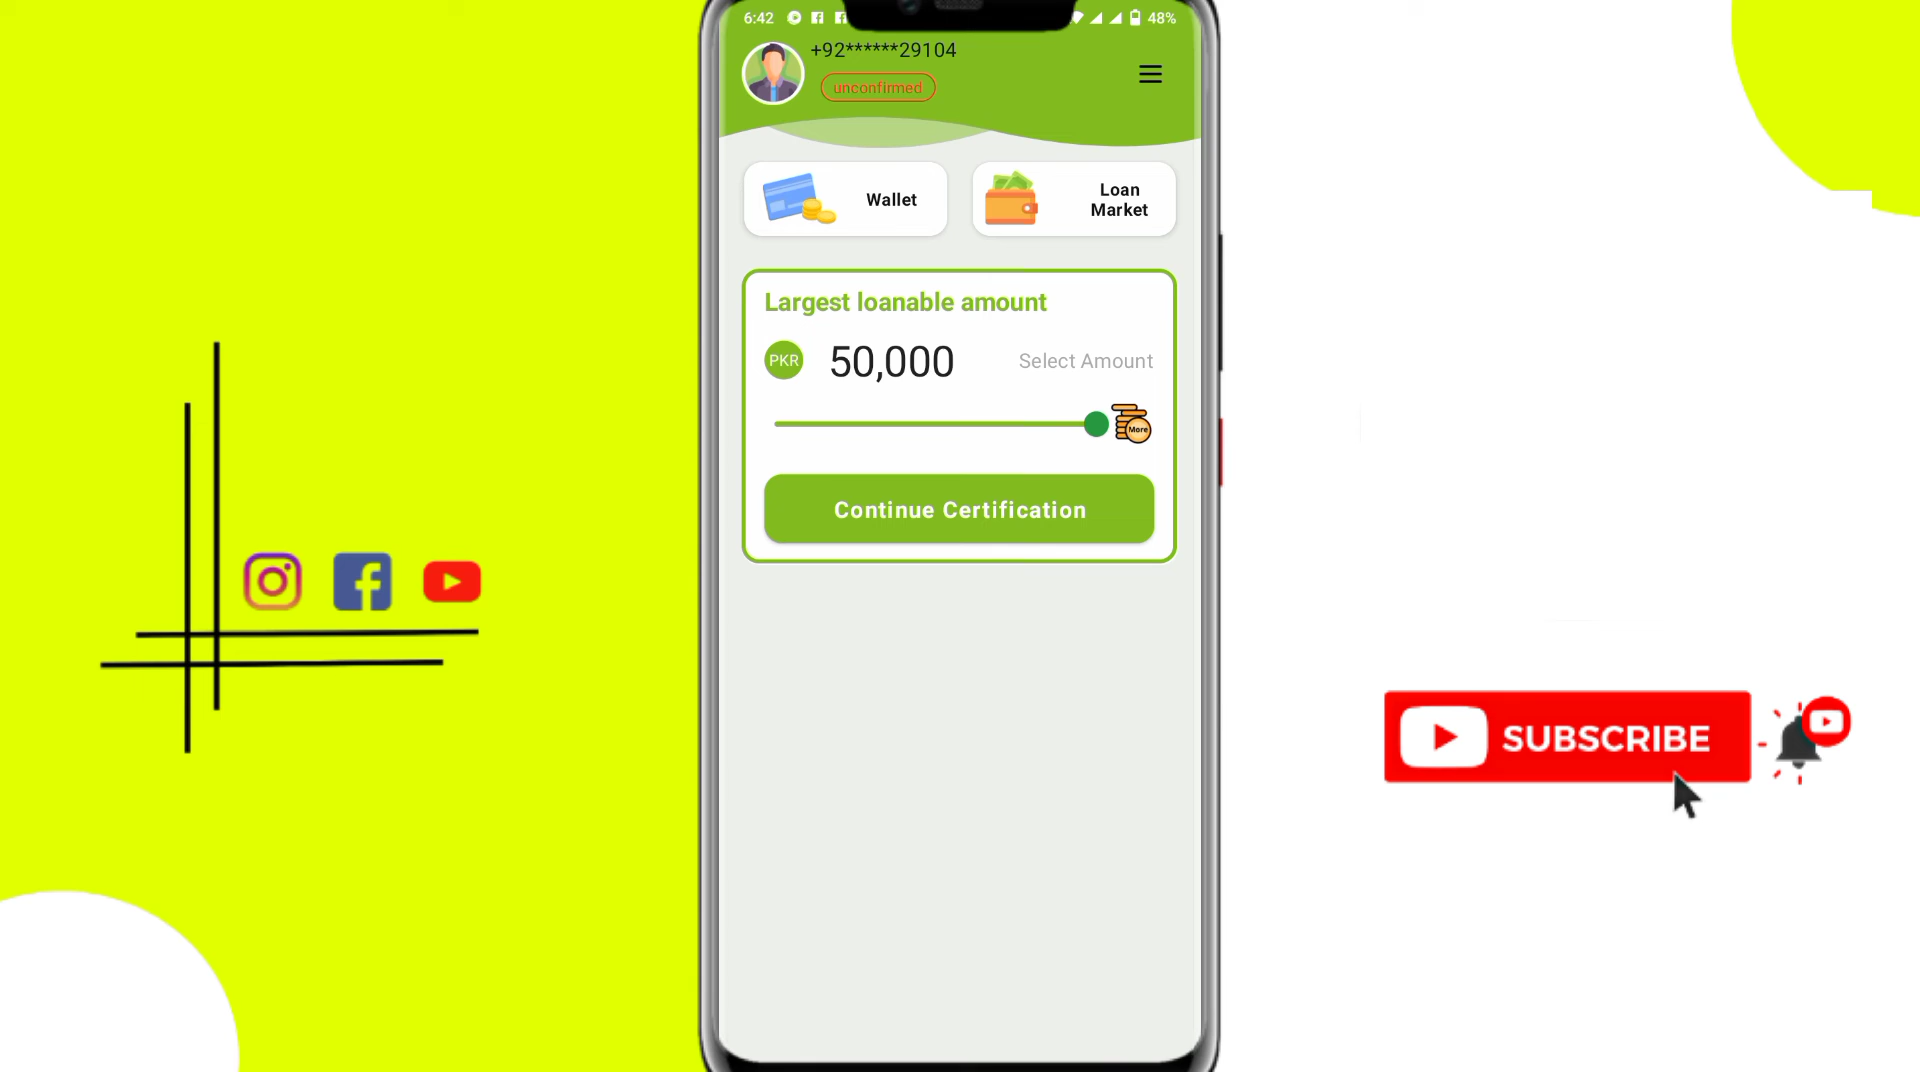 6:42
48%
+92******29104
unconfirmed
Wallet
Loan
Market
Largest loanable amount
PKR
50,000
Select Amount
More
Continue Certification
SUBSCRIBE